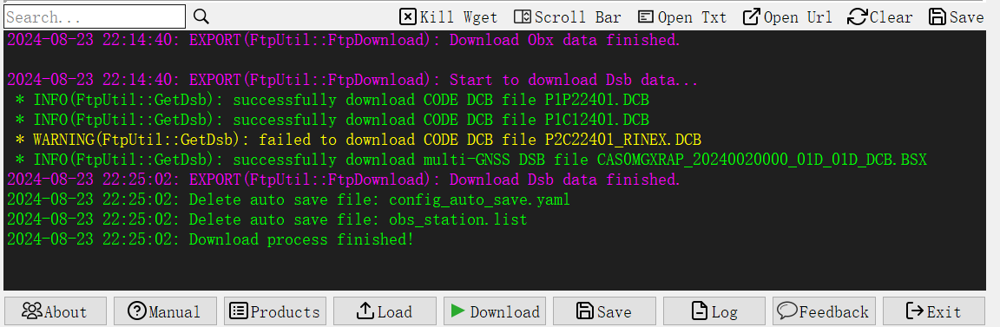 Search... Kill Wget Scroll Bar Open Txt Open Url Clear Save
2024-08-23 22:14:40: EXPORT(FtpUtil::FtpDownload): Download Obx data finished.
2024-08-23 22:14:40: EXPORT(FtpUtil::FtpDownload): Start to download Dsb data...
* INFO(FtpUtil::GetDsb): successfully download CODE DCB file P1P22401.DCB
* INFO(FtpUtil::GetDsb): successfully download CODE DCB file P1C12401.DCB
* WARNING(FtpUtil::GetDsb): failed to download CODE DCB file P2C22401_RINEX.DCB
* INFO(FtpUtil::GetDsb): successfully download multi-GNSS DSB file CAS0MGXRAP_20240020000_01D_01D_DCB.BSX
2024-08-23 22:25:02: EXPORT(FtpUtil::FtpDownload): Download Dsb data finished.
2024-08-23 22:25:02: Delete auto save file: config_auto_save.yaml
2024-08-23 22:25:02: Delete auto save file: obs_station.list
2024-08-23 22:25:02: Download process finished!
About Manual Products Load Download Save Log Feedback Exit